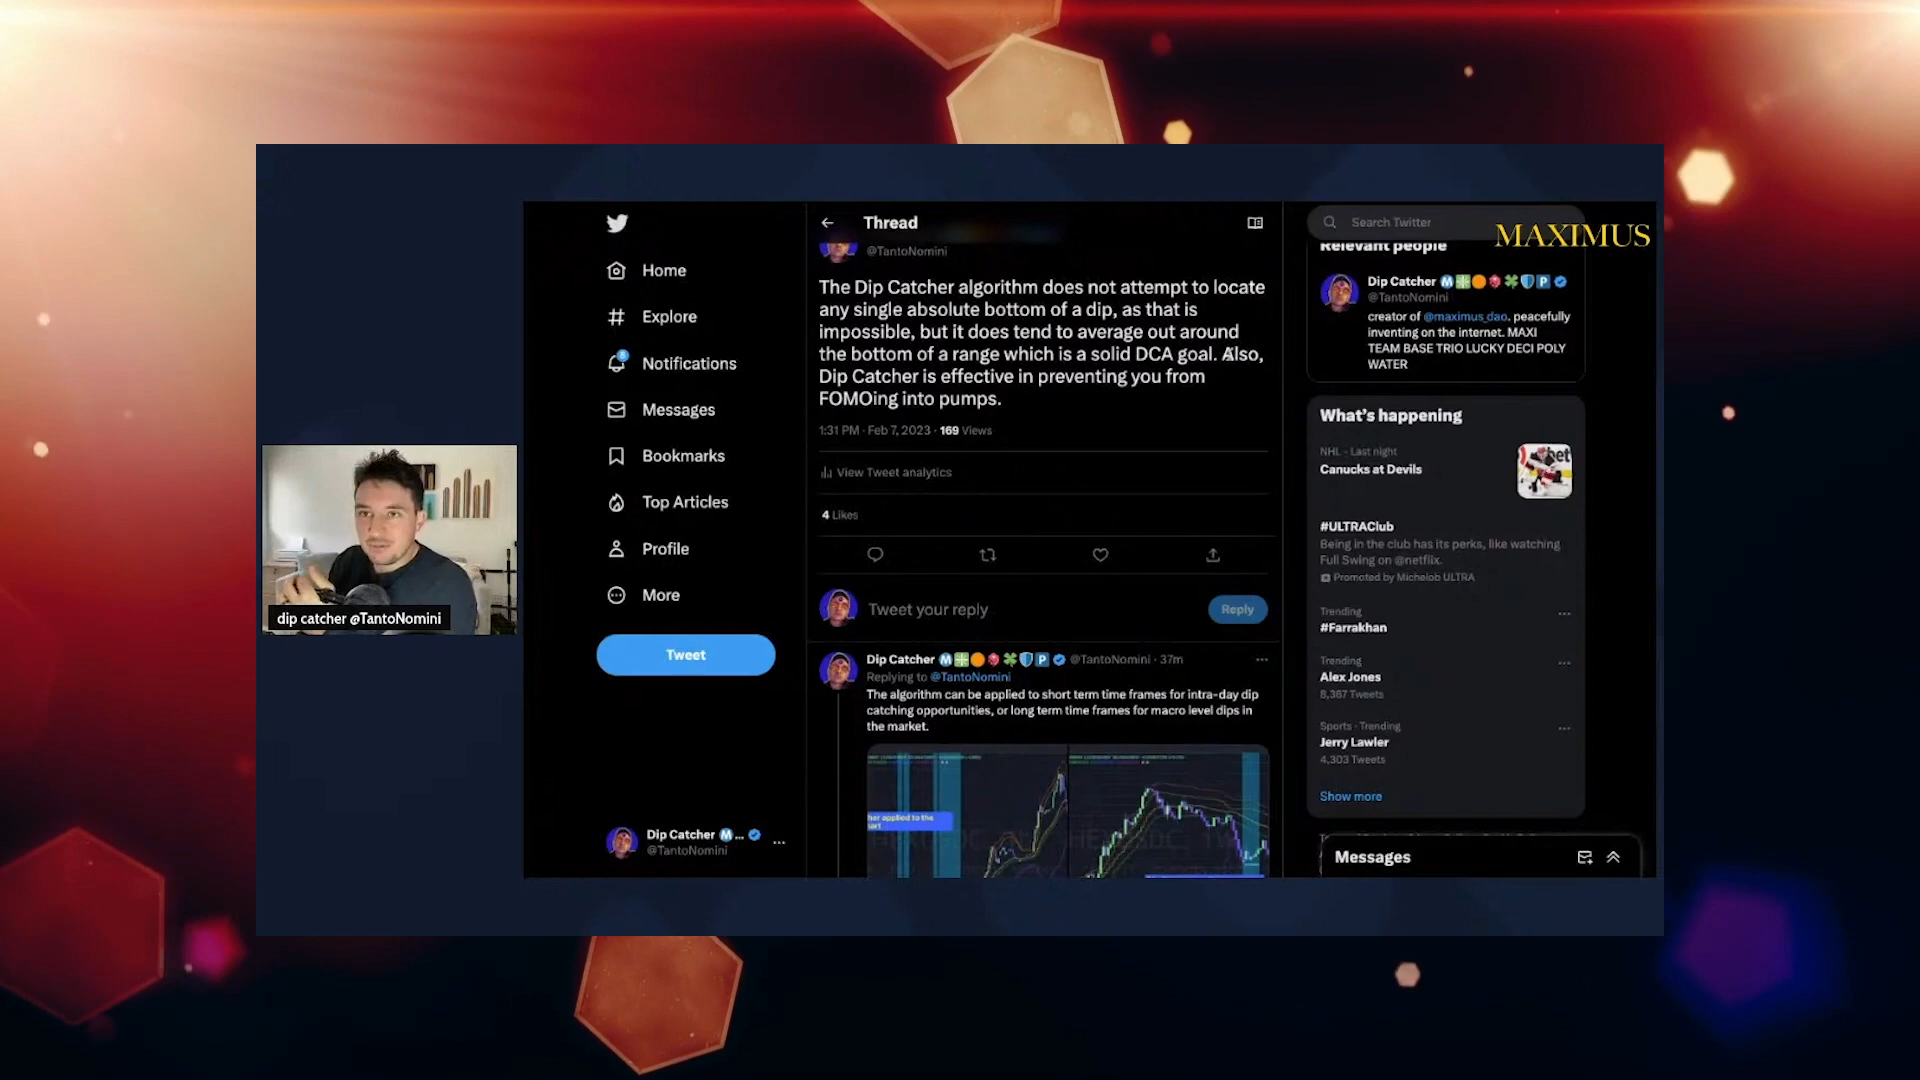 Thread
@TantoNomini
The Dip Catcher algorithm does not attempt to locate
any single absolute bottom of a dip, as that is
impossible, but it does tend to average out around
the bottom of a range which is a solid DCA goal. Also,
Dip Catcher is effective in preventing you from
FOMOing into pumps.
1:31 PM · Feb 7, 2023 · 169 Views
View Tweet analytics
4 Likes
Tweet your reply
Reply
Dip Catcher @TantoNomini · 37m
Replying to @TantoNomini
The algorithm can be applied to short term time frames for intra-day dip
catching opportunities, or long term time frames for macro level dips in
the market.
her applied to the
Home
Explore
6
Notifications
Messages
Bookmarks
Top Articles
Profile
More
Tweet
Dip Catcher M...
@TantoNomini
dip catcher @TantoNomini
Search Twitter
MAXIMUS
Relevant people
Dip Catcher
@TantoNomini
creator of @maximus_dao. peacefully
inventing on the internet. MAXI
TEAM BASE TRIO LUCKY DECI POLY
WATER
What's happening
NHL · Last night
Canucks at Devils
#ULTRAClub
Being in the club has its perks, like watching
Full Swing on @netflix.
Promoted by Michelob ULTRA
Trending
#Farrakhan
Trending
Alex Jones
8,367 Tweets
Sports · Trending
Jerry Lawler
4,303 Tweets
Show more
Messages